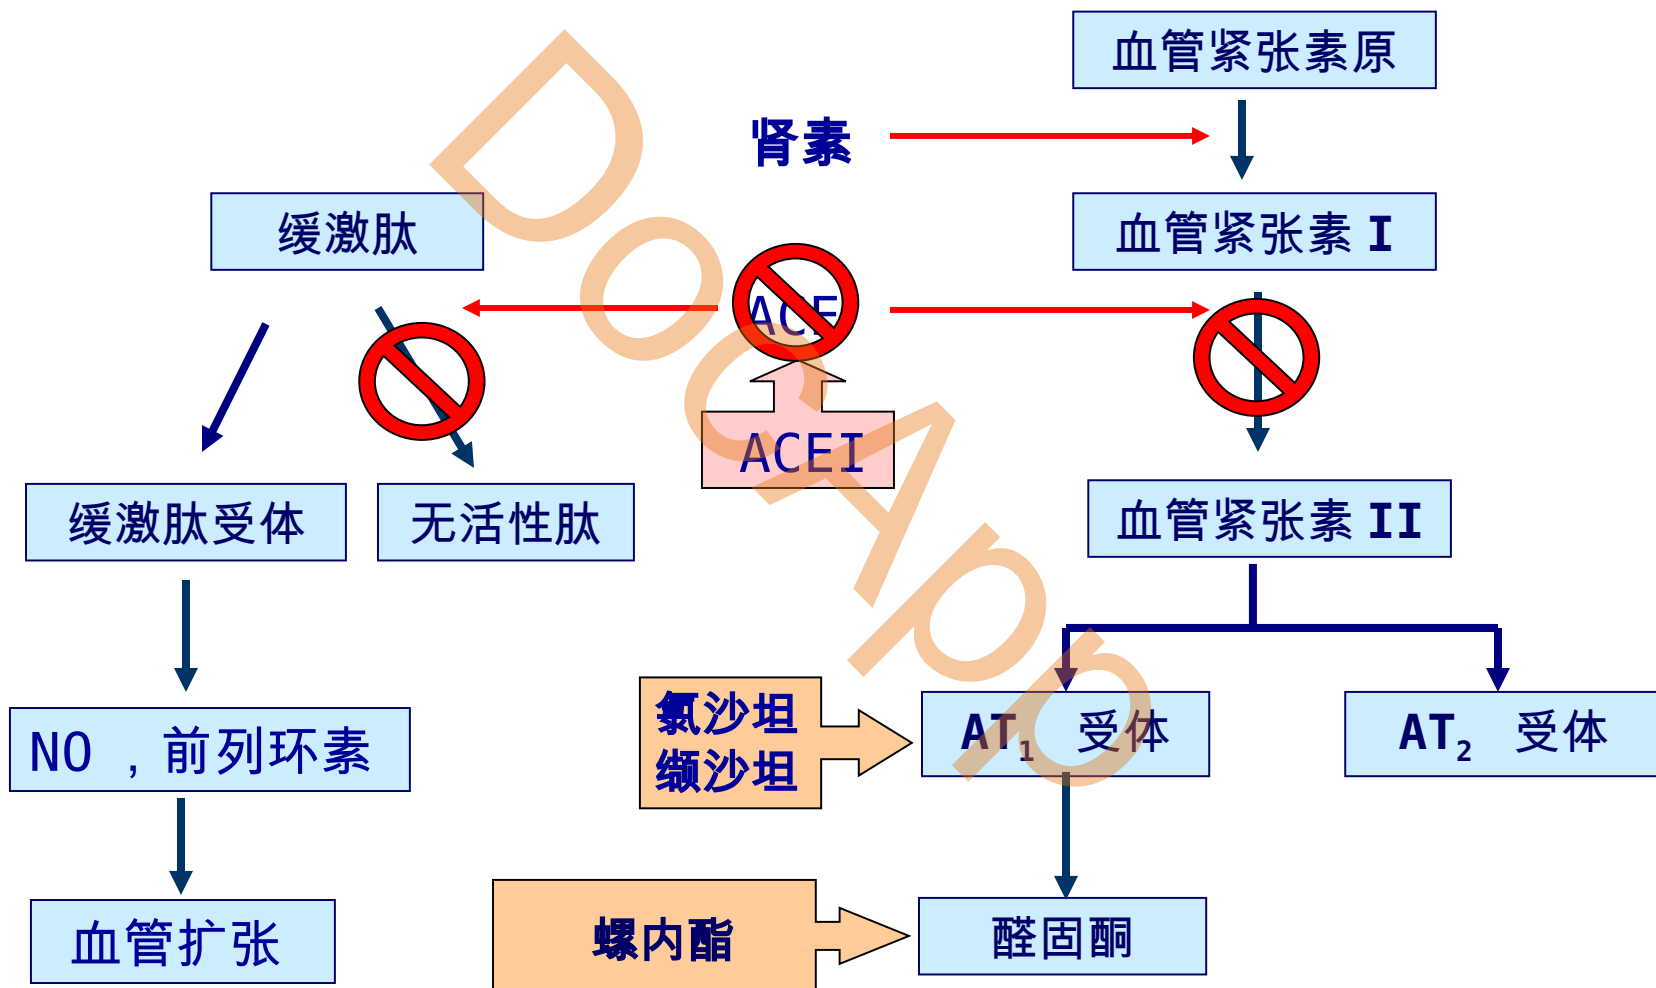 血管紧张素原
肾素
缓激肽
血管紧张素 I
ACE
ACEI
缓激肽受体
无活性肽
血管紧张素 II
氯沙坦
缬沙坦
AT1 受体
AT2 受体
NO ，前列环素
血管扩张
螺内酯
醛固酮
DocApp